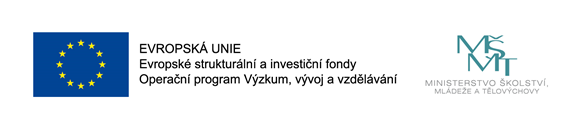 EVROPSKÁ UNIE
Evropské strukturální a investiční fondy
Operační program Výzkum, vývoj a vzdělávání
MŠMT
MINISTERSTVO ŠKOLSTVÍ,
MLÁDEŽE A TĚLOVÝCHOVY